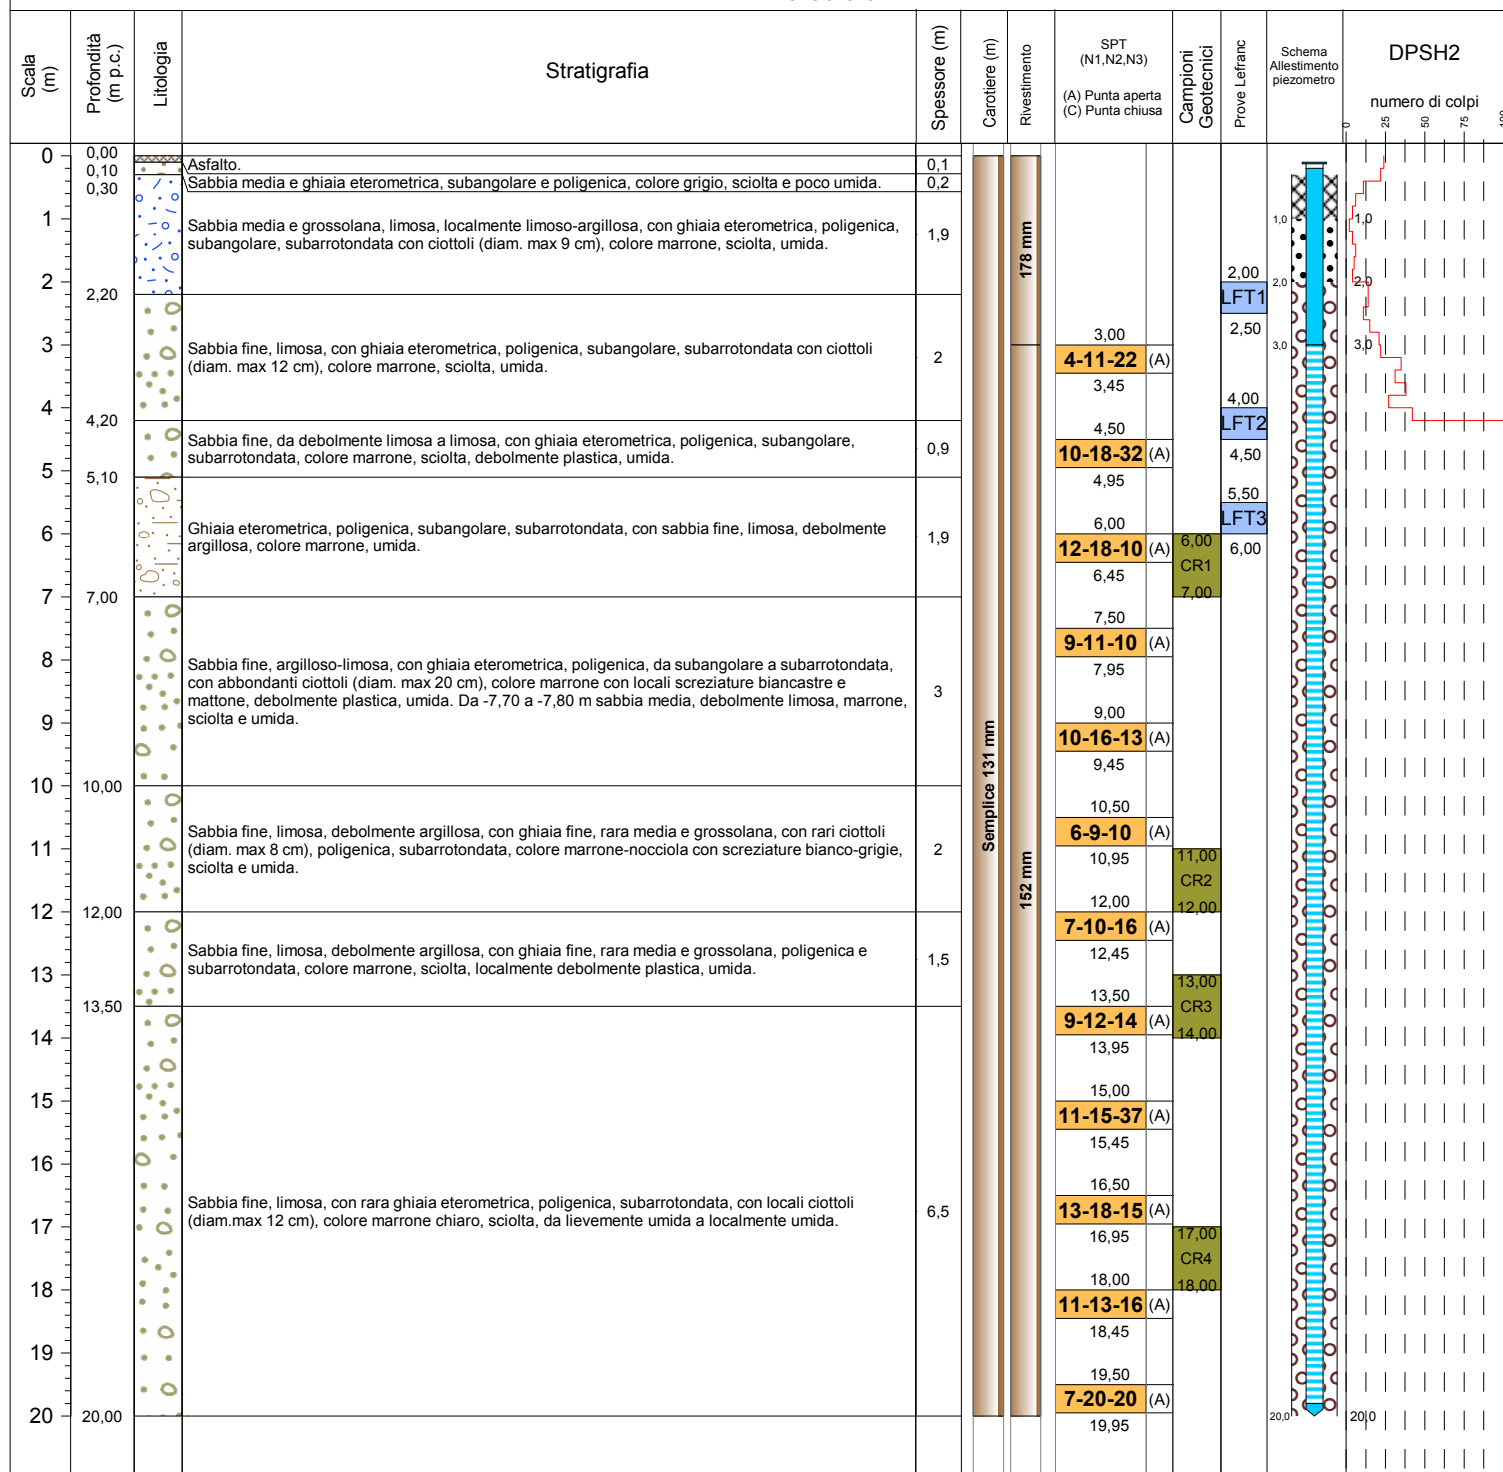 Scala
(m)
Profondità
(m p.c.)
Litologia
Stratigrafia
Spessore (m)
Carotiere (m)
Rivestimento
SPT
(N1,N2,N3)
(A) Punta aperta
(C) Punta chiusa
Campioni
Geotecnici
Prove Lefranc
Schema
Allestimento
piezometro
DPSH2
numero di colpi
0 25 50 75 100
0
1
2
3
4
5
6
7
8
9
10
11
12
13
14
15
16
17
18
19
20
0,00
0,10
0,30
2,20
4,20
5,10
7,00
10,00
12,00
13,50
20,00
Asfalto.
Sabbia media e ghiaia eterometrica, subangolare e poligenica, colore grigio, sciolta e poco umida.
Sabbia media e grossolana, limosa, localmente limoso-argillosa, con ghiaia eterometrica, poligenica,
subangolare, subarrotondata con ciottoli (diam. max 9 cm), colore marrone, sciolta, umida.
Sabbia fine, limosa, con ghiaia eterometrica, poligenica, subangolare, subarrotondata con ciottoli
(diam. max 12 cm), colore marrone, sciolta, umida.
Sabbia fine, da debolmente limosa a limosa, con ghiaia eterometrica, poligenica, subangolare,
subarrotondata, colore marrone, sciolta, debolmente plastica, umida.
Ghiaia eterometrica, poligenica, subangolare, subarrotondata, con sabbia fine, limosa, debolmente
argillosa, colore marrone, umida.
Sabbia fine, argilloso-limosa, con ghiaia eterometrica, poligenica, da subangolare a subarrotondata,
con abbondanti ciottoli (diam. max 20 cm), colore marrone con locali screziature biancastre e
mattone, debolmente plastica, umida. Da -7,70 a -7,80 m sabbia media, debolmente limosa, marrone,
sciolta e umida.
Sabbia fine, limosa, debolmente argillosa, con ghiaia fine, rara media e grossolana, con rari ciottoli
(diam. max 8 cm), poligenica, subarrotondata, colore marrone-nocciola con screziature bianco-grigie,
sciolta e umida.
Sabbia fine, limosa, debolmente argillosa, con ghiaia fine, rara media e grossolana, poligenica e
subarrotondata, colore marrone, sciolta, localmente debolmente plastica, umida.
Sabbia fine, limosa, con rara ghiaia eterometrica, poligenica, subarrotondata, con locali ciottoli
(diam.max 12 cm), colore marrone chiaro, sciolta, da lievemente umida a localmente umida.
0,1
0,2
1,9
2
0,9
1,9
3
2
1,5
6,5
Semplice 131 mm
178 mm
152 mm
3,00
4-11-22 (A)
3,45
4,50
10-18-32 (A)
4,95
6,00
12-18-10 (A)
6,45
7,50
9-11-10 (A)
7,95
9,00
10-16-13 (A)
9,45
10,50
6-9-10 (A)
10,95
12,00
7-10-16 (A)
12,45
13,50
9-12-14 (A)
13,95
15,00
11-15-37 (A)
15,45
16,50
13-18-15 (A)
16,95
18,00
11-13-16 (A)
18,45
19,50
7-20-20 (A)
19,95
6,00
CR1
7,00
11,00
CR2
12,00
13,00
CR3
14,00
17,00
CR4
18,00
2,00
LFT1
2,50
4,00
LFT2
4,50
5,50
LFT3
6,00
1,0
2,0
3,0
20,0
1,0
2,0
3,0
20,0